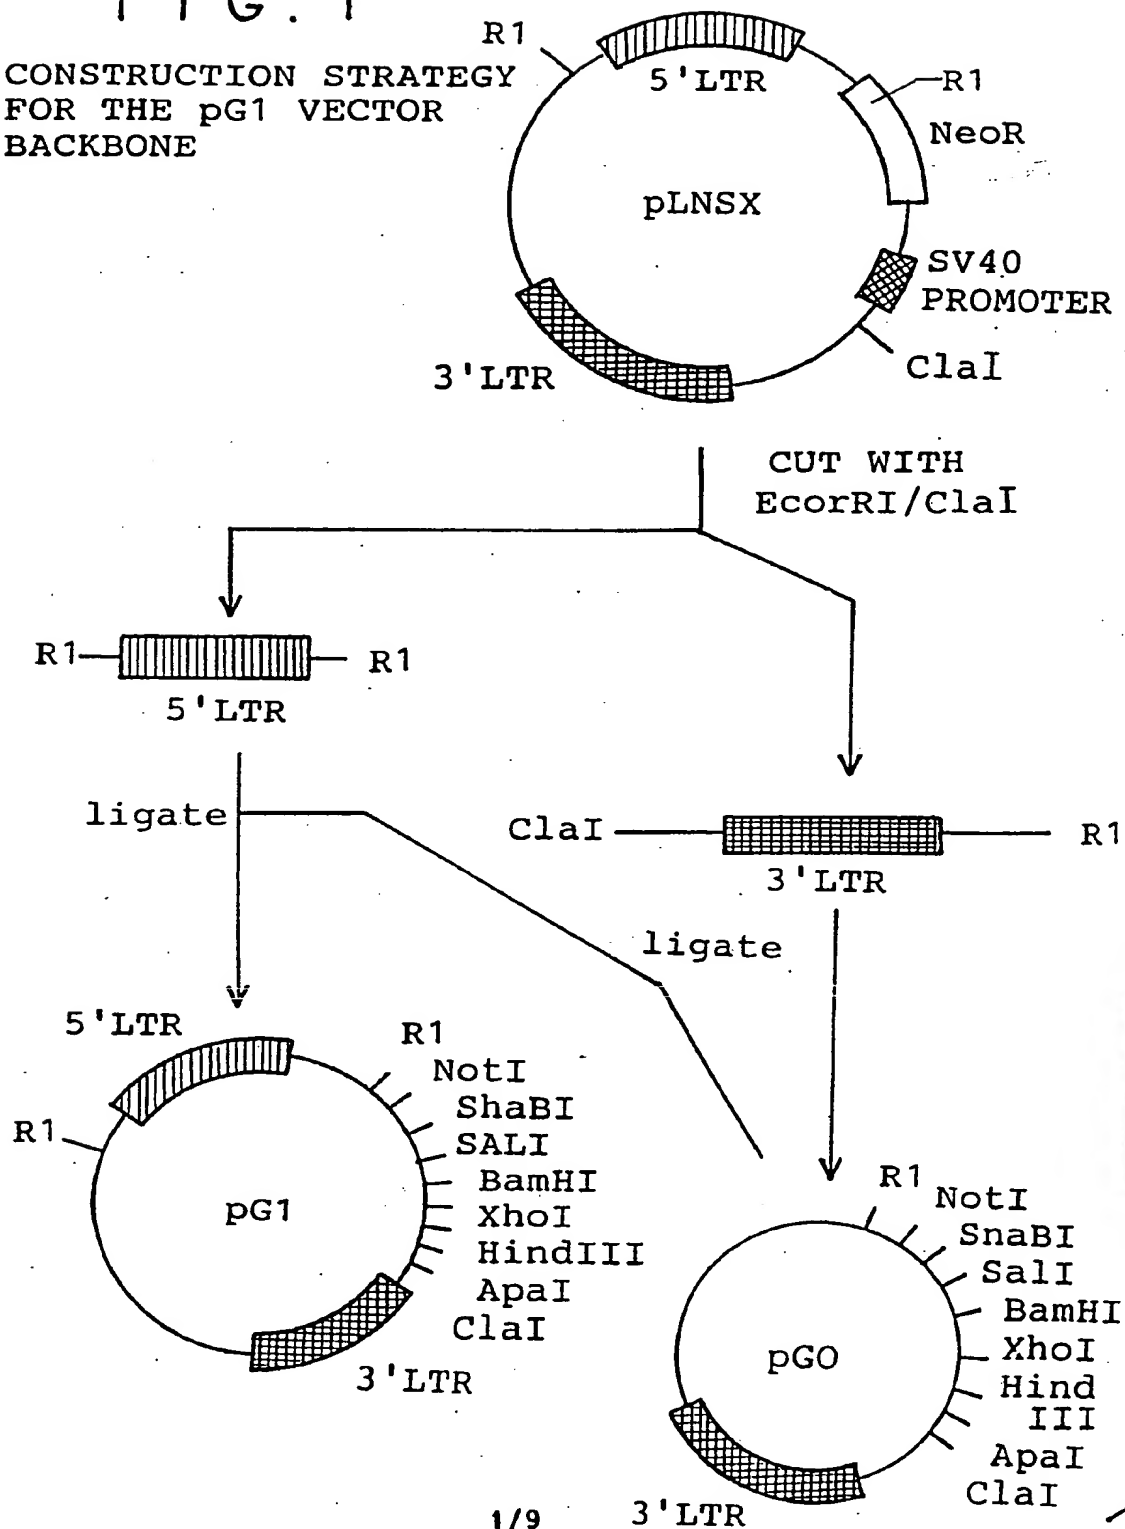 FIG. 1
CONSTRUCTION STRATEGY
FOR THE pG1 VECTOR
BACKBONE
R1
5'LTR
R1
NeoR
pLNSX
SV40
PROMOTER
ClaI
3'LTR
CUT WITH
EcorRI/ClaI
R1
R1
5'LTR
ligate
ClaI
R1
3'LTR
ligate
5'LTR
R1
NotI
ShaBI
SALI
BamHI
XhoI
HindIII
ApaI
ClaI
R1
pG1
3'LTR
R1
NotI
SnaBI
SalI
BamHI
XhoI
Hind
III
ApaI
ClaI
pGO
3'LTR
1/9